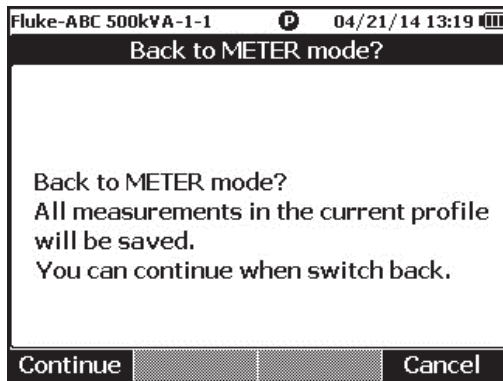 Fluke-ABC 500kVA-1-1 P 04/21/14 13:19
Back to METER mode?
Back to METER mode?
All measurements in the current profile
will be saved.
You can continue when switch back.
Continue Cancel